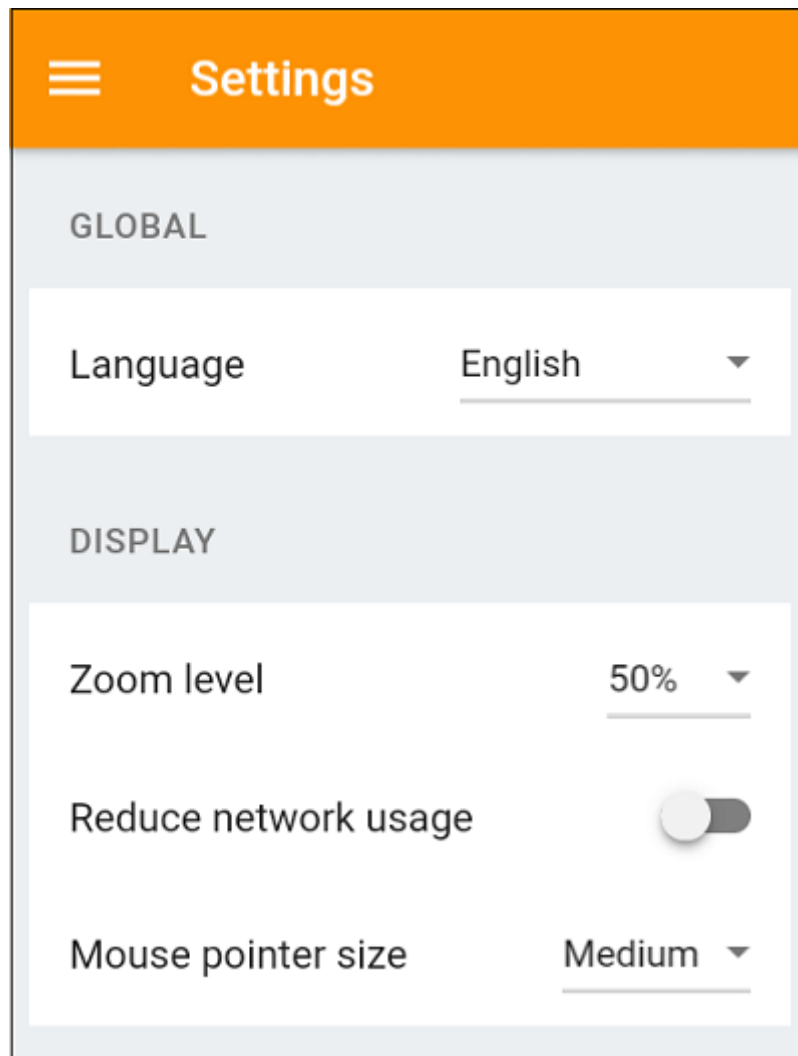 Settings
GLOBAL
Language English
DISPLAY
Zoom level 50%
Reduce network usage
Mouse pointer size Medium